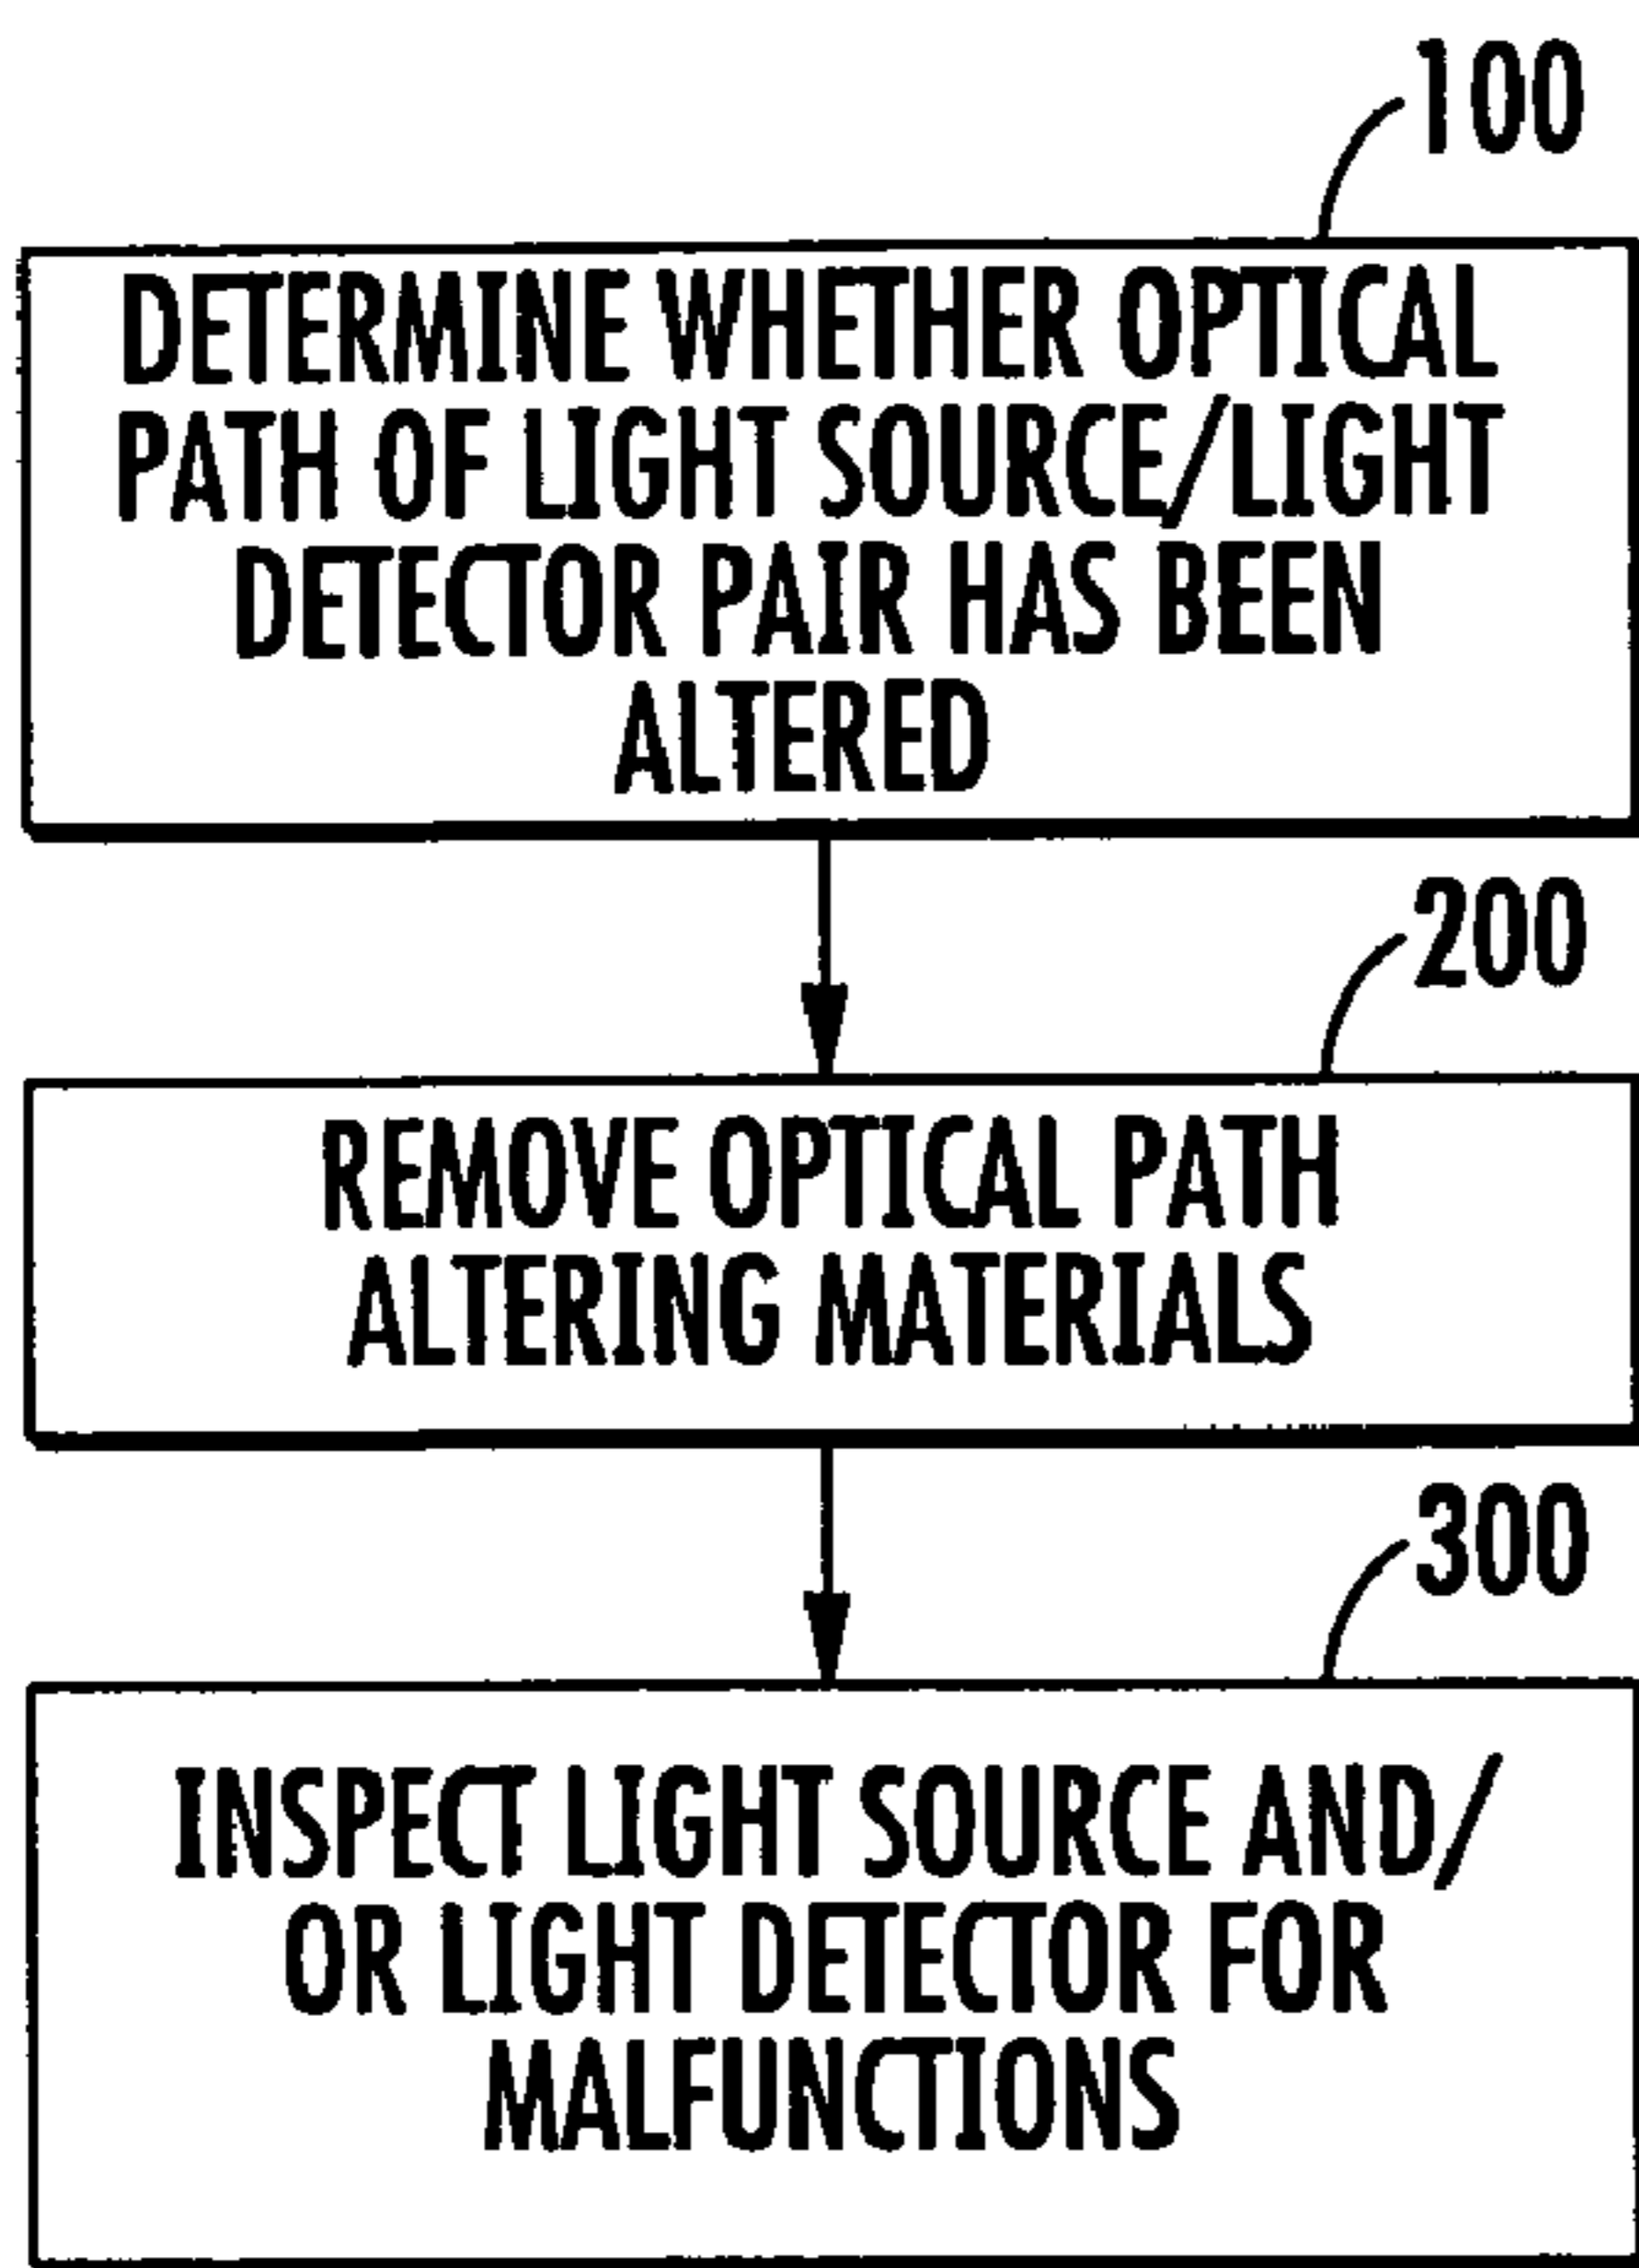 100
DETERMINE WHETHER OPTICAL
PATH OF LIGHT SOURCE/LIGHT
DETECTOR PAIR HAS BEEN
ALTERED
200
REMOVE OPTICAL PATH
ALTERING MATERIALS
300
INSPECT LIGHT SOURCE AND/
OR LIGHT DETECTOR FOR
MALFUNCTIONS